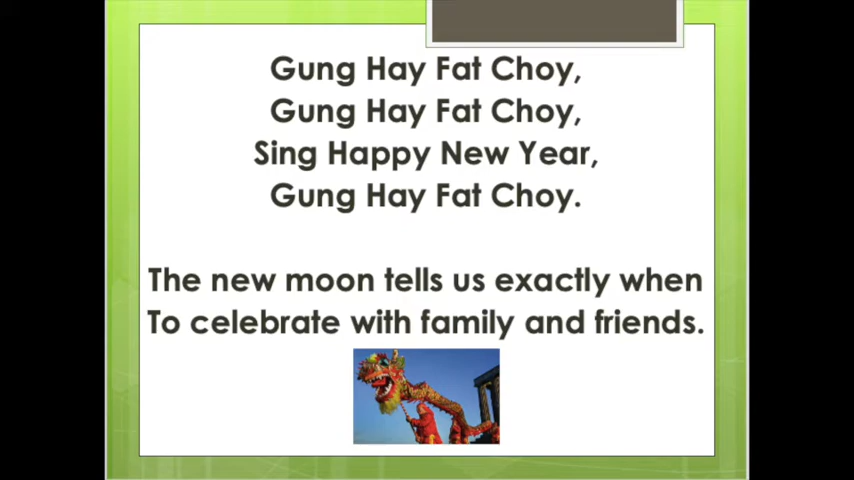 Gung Hay Fat Choy,
Gung Hay Fat Choy,
Sing Happy New Year,
Gung Hay Fat Choy.
The new moon tells us exactly when
To celebrate with family and friends.